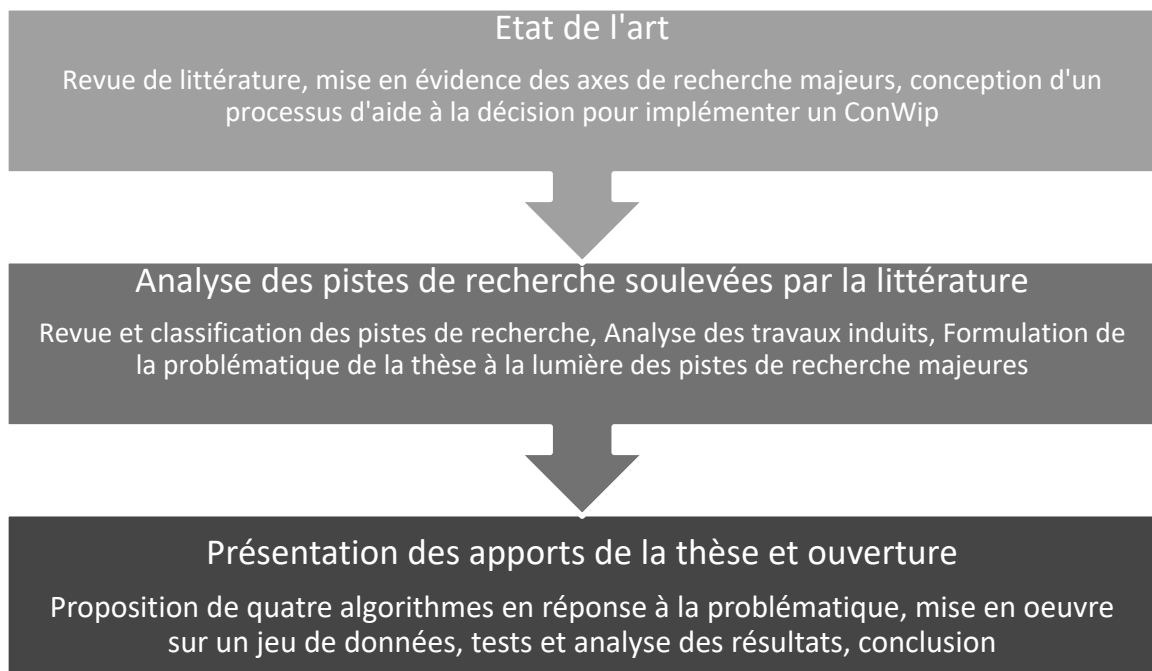 Etat de l'art
Revue de littérature, mise en évidence des axes de recherche majeurs, conception d'un
processus d'aide à la décision pour implémenter un ConWip
Analyse des pistes de recherche soulevées par la littérature
Revue et classification des pistes de recherche, Analyse des travaux induits, Formulation de
la problématique de la thèse à la lumière des pistes de recherche majeures
Présentation des apports de la thèse et ouverture
Proposition de quatre algorithmes en réponse à la problématique, mise en oeuvre
sur un jeu de données, tests et analyse des résultats, conclusion